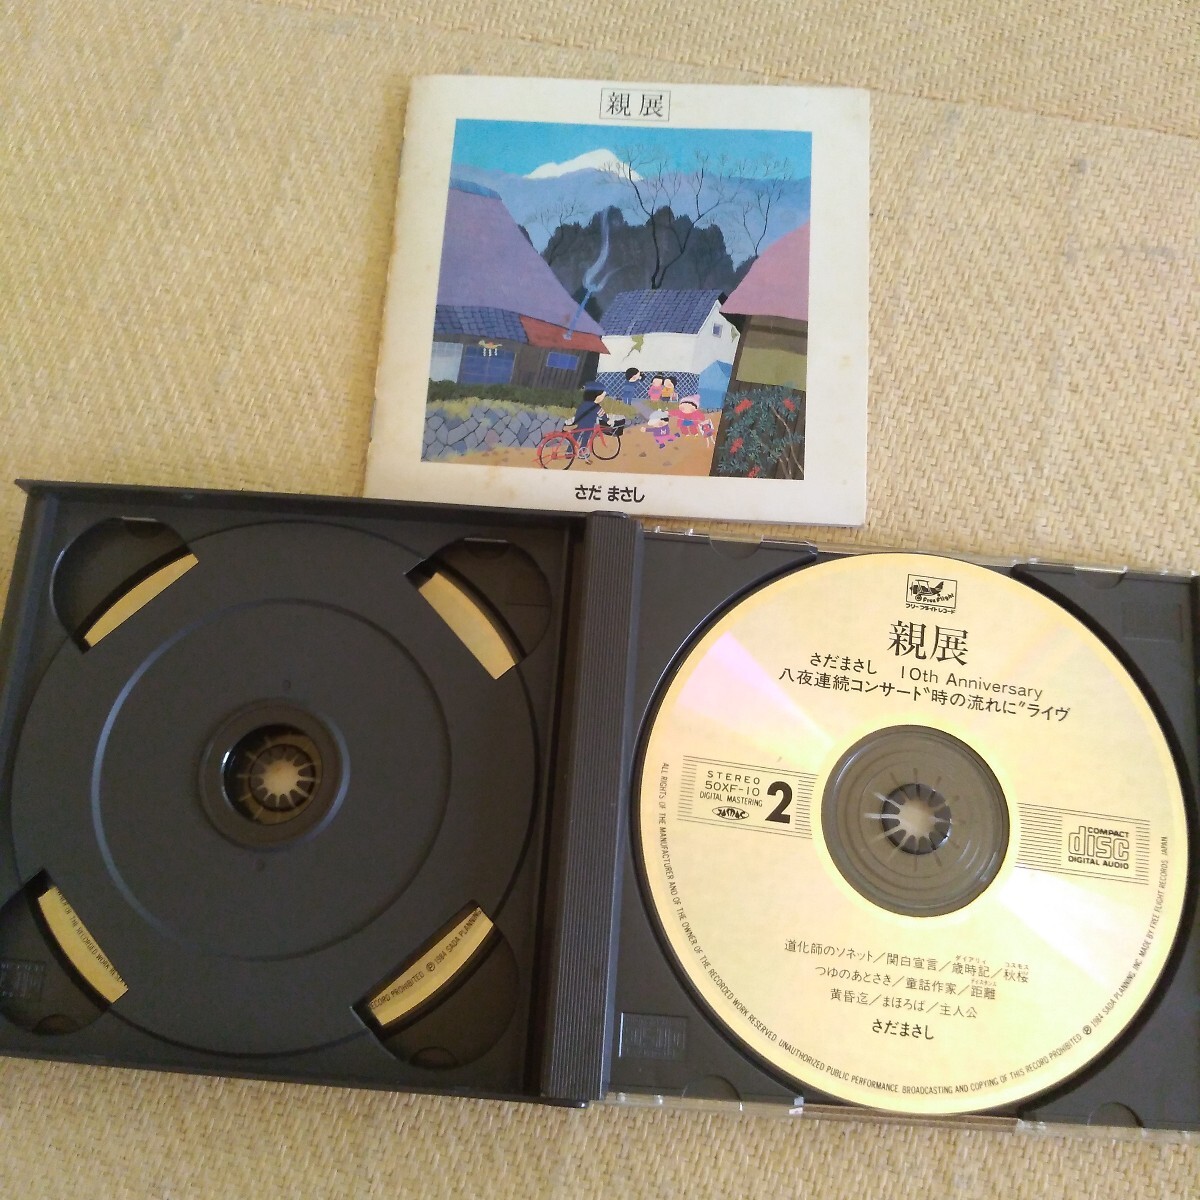 親展
さだ まさし
Free Flight
フリーフライトレコード
親展
さだまさし 10th Anniversary
八夜連続コンサート"時の流れに"ライヴ
STEREO
50XF-10
DIGITAL MASTERING
2
COMPACT
disc
DIGITAL AUDIO
道化師のソネット/関白宣言/歳時記/秋桜
ダイアリィ コスモス
つゆのあとさき/童話作家/距離
ディスタンス
黄昏迄/まほろば/主人公
さだまさし
ALL RIGHTS OF THE MANUFACTURER AND OF THE OWNER OF THE RECORDED WORK RESERVED. UNAUTHORIZED PUBLIC PERFORMANCE. BROADCASTING AND COPYING OF THIS RECORD PROHIBITED Ⓟ 1984 SADA PLANNING INC. MADE BY FREE FLIGHT RECORDS JAPAN
RECORD PROHIBITED Ⓟ 1984 SADA PLANNING